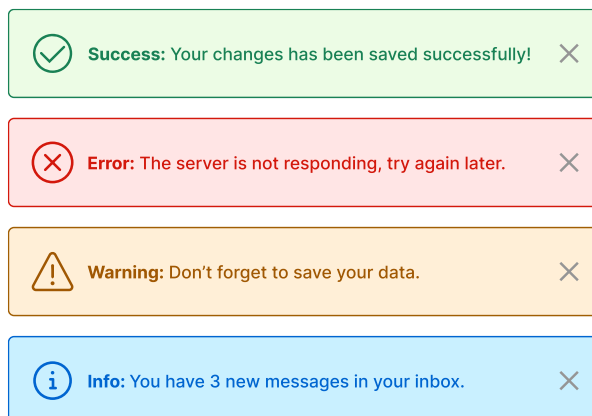 Success: Your changes has been saved successfully!
Error: The server is not responding, try again later.
Warning: Don’t forget to save your data.
Info: You have 3 new messages in your inbox.